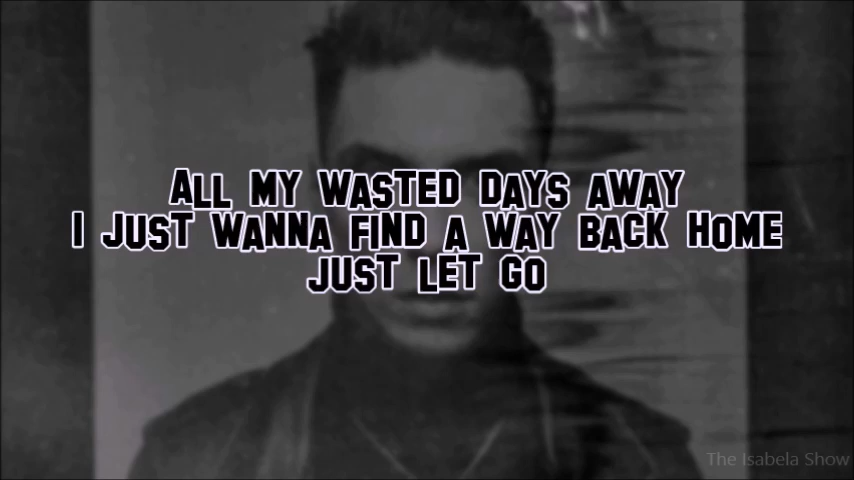 All my wasted days away
I just wanna find a way back home
Just let go
The Isabela Show